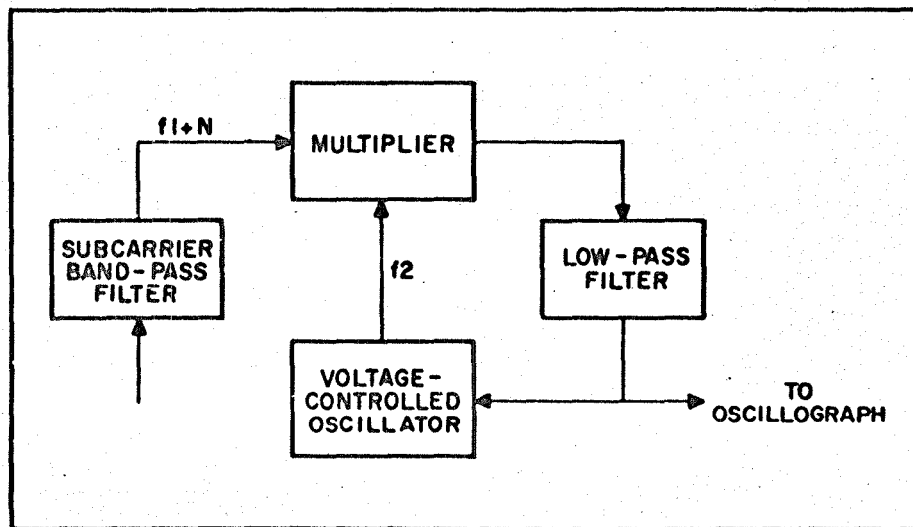 f1+N
MULTIPLIER
SUBCARRIER
BAND-PASS
FILTER
f2
LOW-PASS
FILTER
VOLTAGE-
CONTROLLED
OSCILLATOR
TO
OSCILLOGRAPH